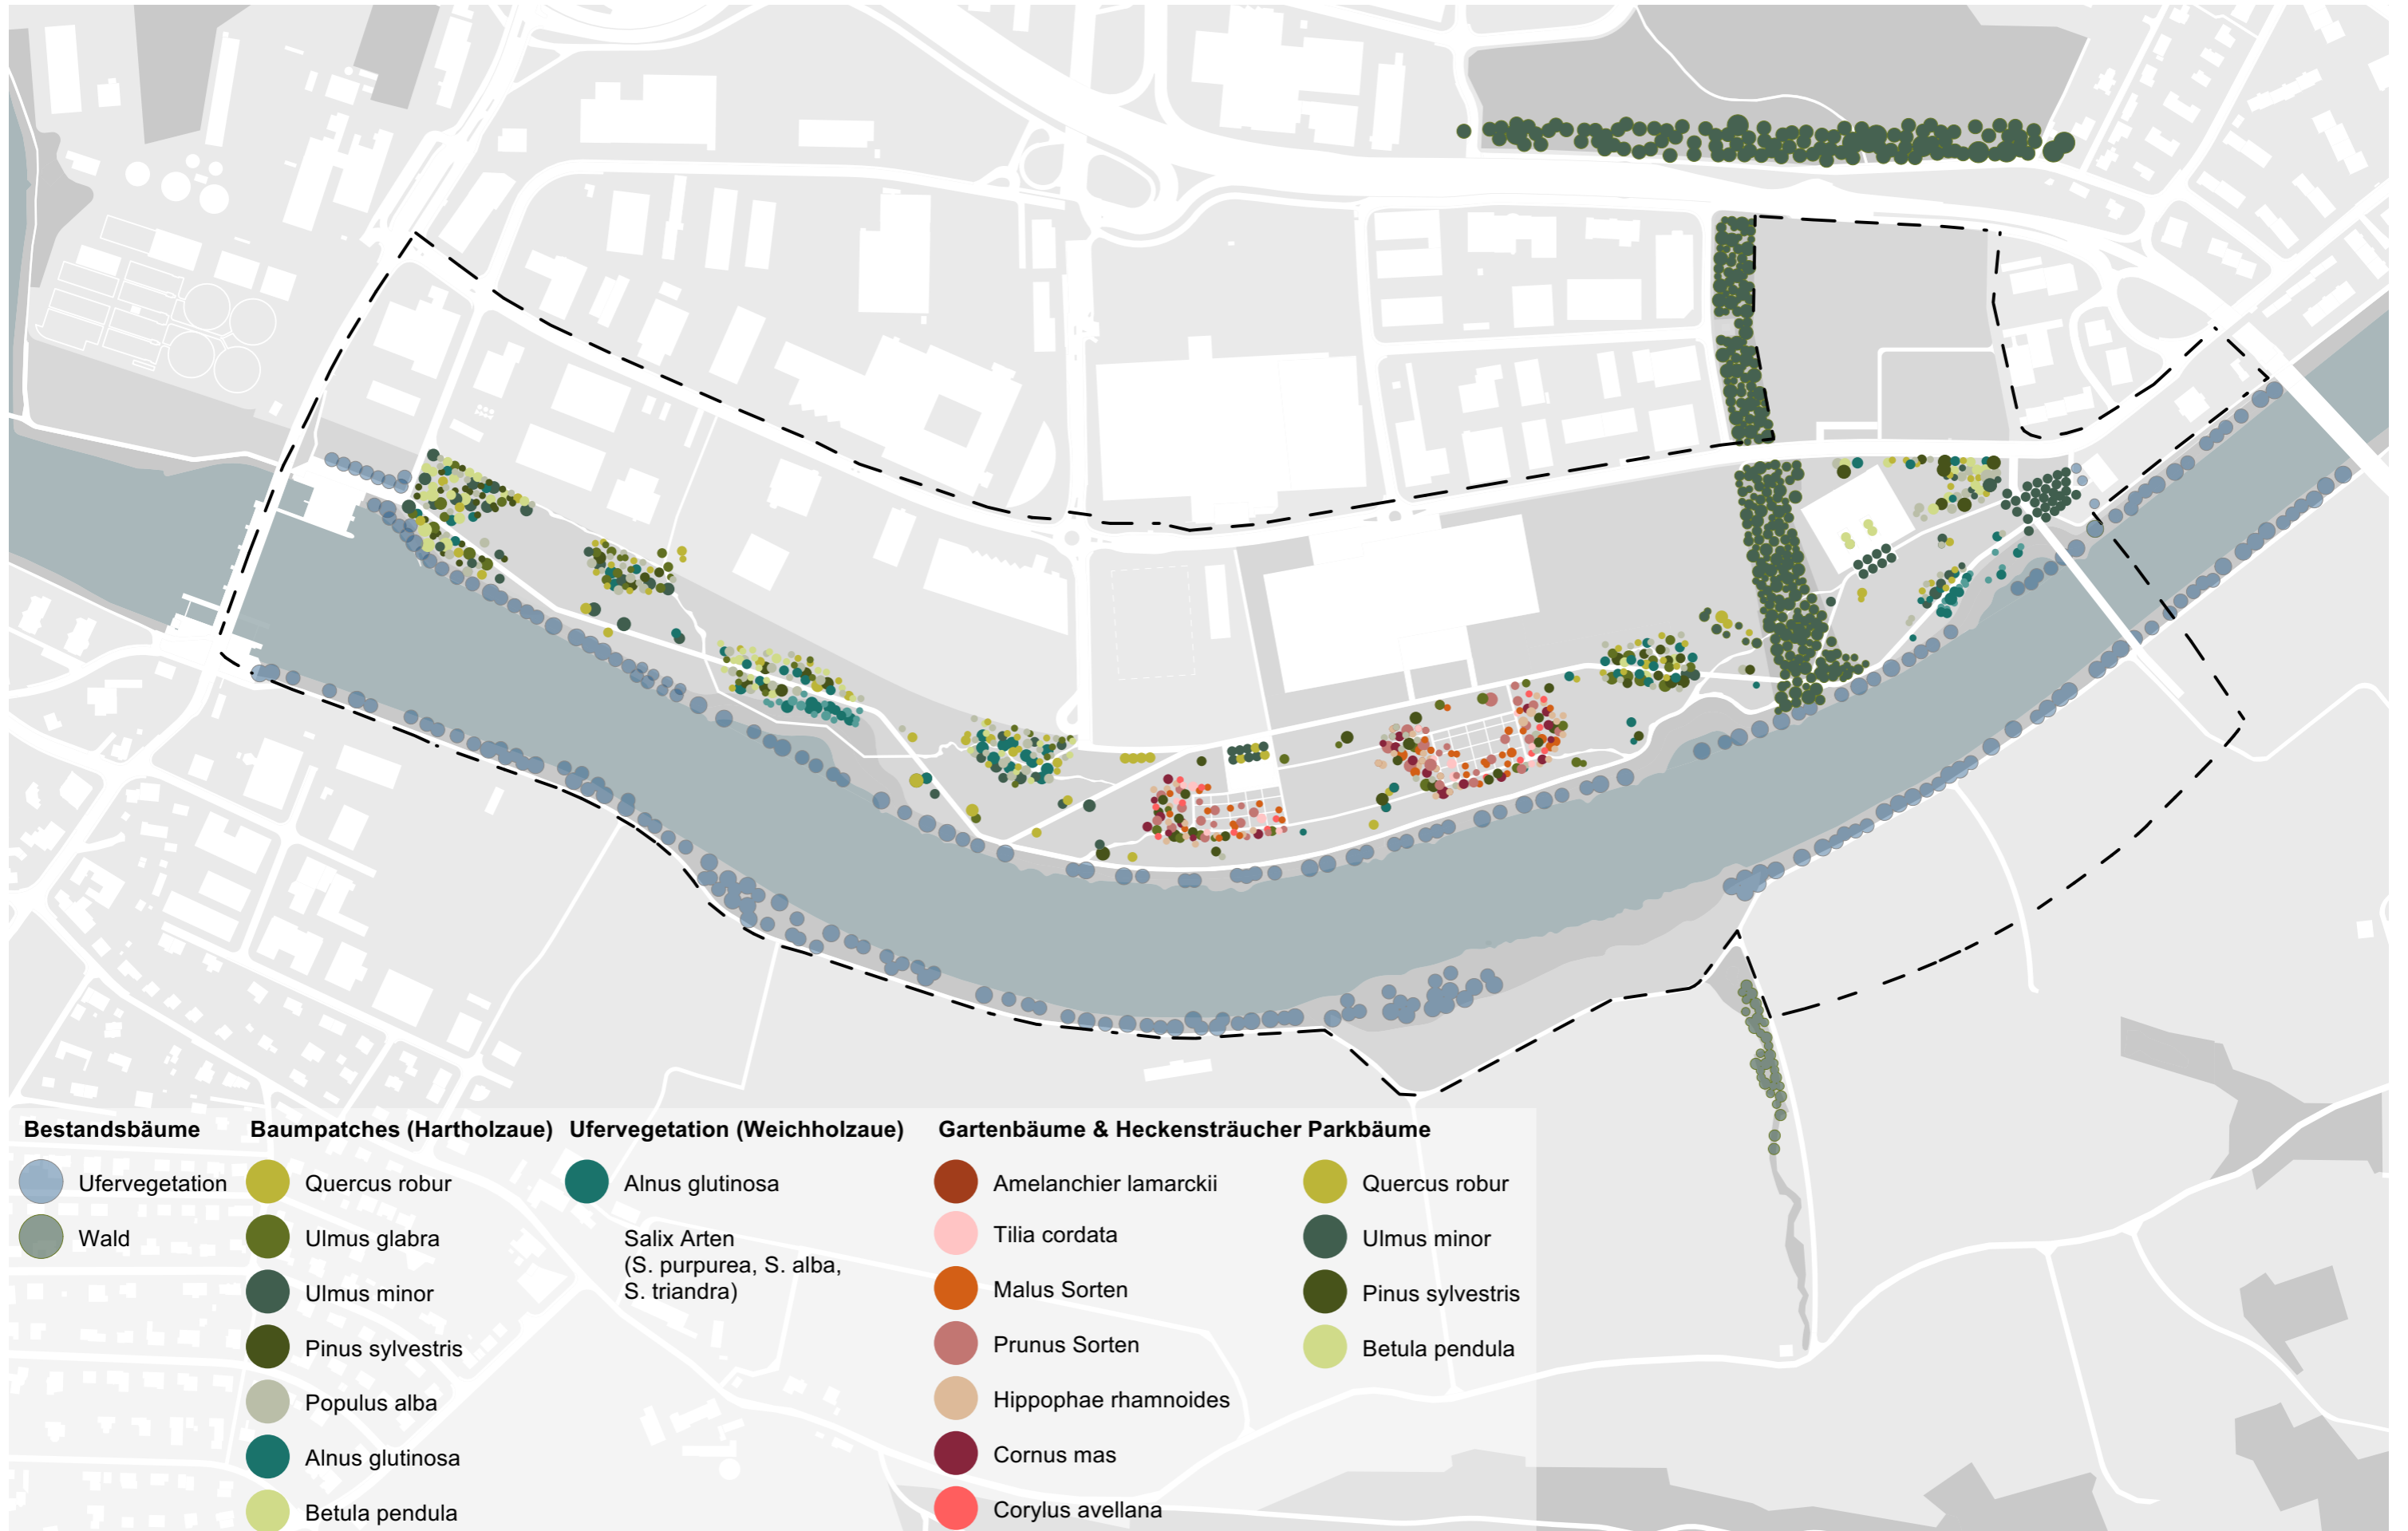 Bestandsbäume
Ufervegetation
Wald
Baumpatches (Hartholzaue)
Quercus robur
Ulmus glabra
Ulmus minor
Pinus sylvestris
Populus alba
Alnus glutinosa
Betula pendula
Ufervegetation (Weichholzaue)
Alnus glutinosa
Salix Arten
(S. purpurea, S. alba,
S. triandra)
Gartenbäume & Heckensträucher
Amelanchier lamarckii
Tilia cordata
Malus Sorten
Prunus Sorten
Hippophae rhamnoides
Cornus mas
Corylus avellana
Parkbäume
Quercus robur
Ulmus minor
Pinus sylvestris
Betula pendula